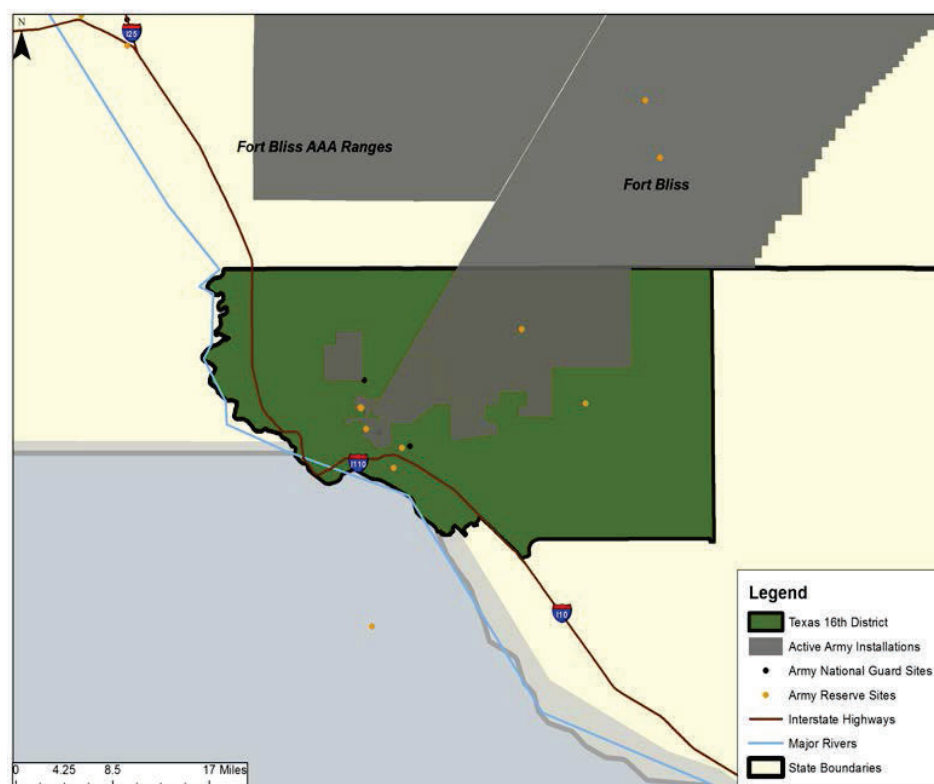 N
I25
Fort Bliss AAA Ranges
Fort Bliss
I110
I10
Legend
Texas 16th District
Active Army Installations
Army National Guard Sites
Army Reserve Sites
Interstate Highways
Major Rivers
State Boundaries
0 4.25 8.5 17 Miles